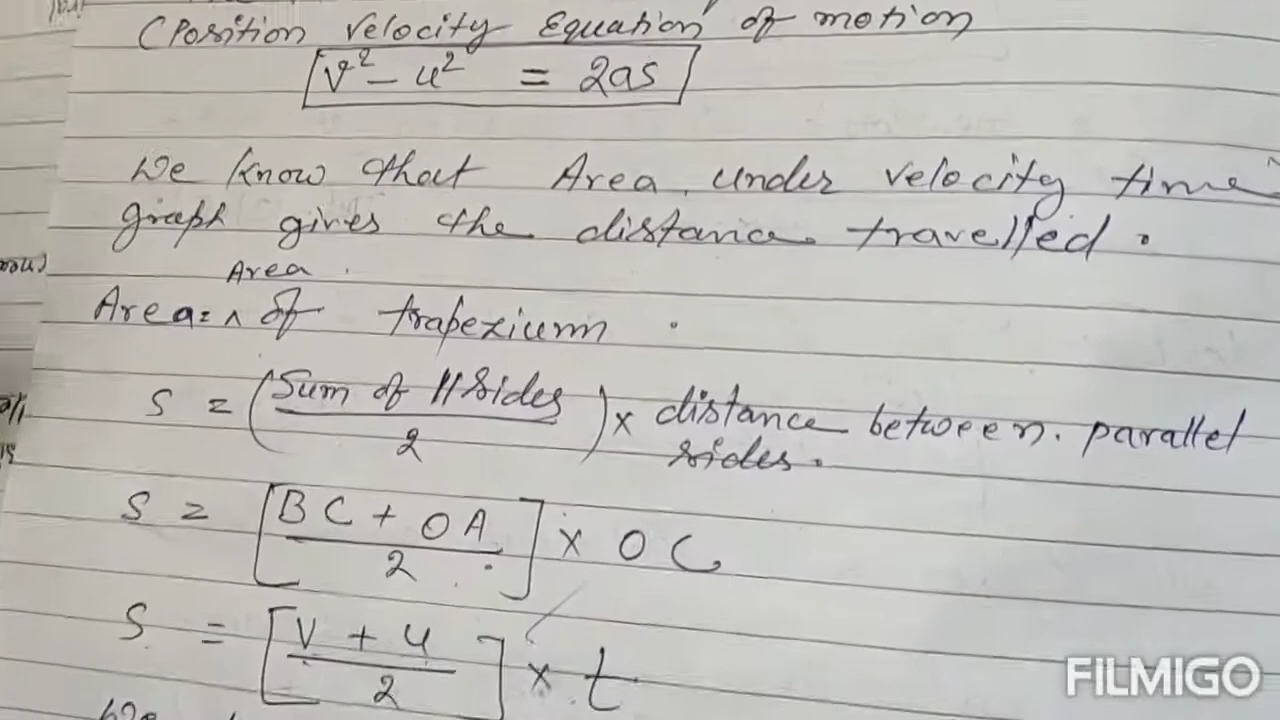 (Position Velocity Equation of motion
v² - u² = 2as
We know that Area under velocity time
graph gives the distance travelled.
Area
Area = ^ of trapezium.
S = (Sum of || sides / 2) × distance between parallel
sides.
S = [BC + OA / 2] × OC
S = [V + u / 2] × t
FILMIGO